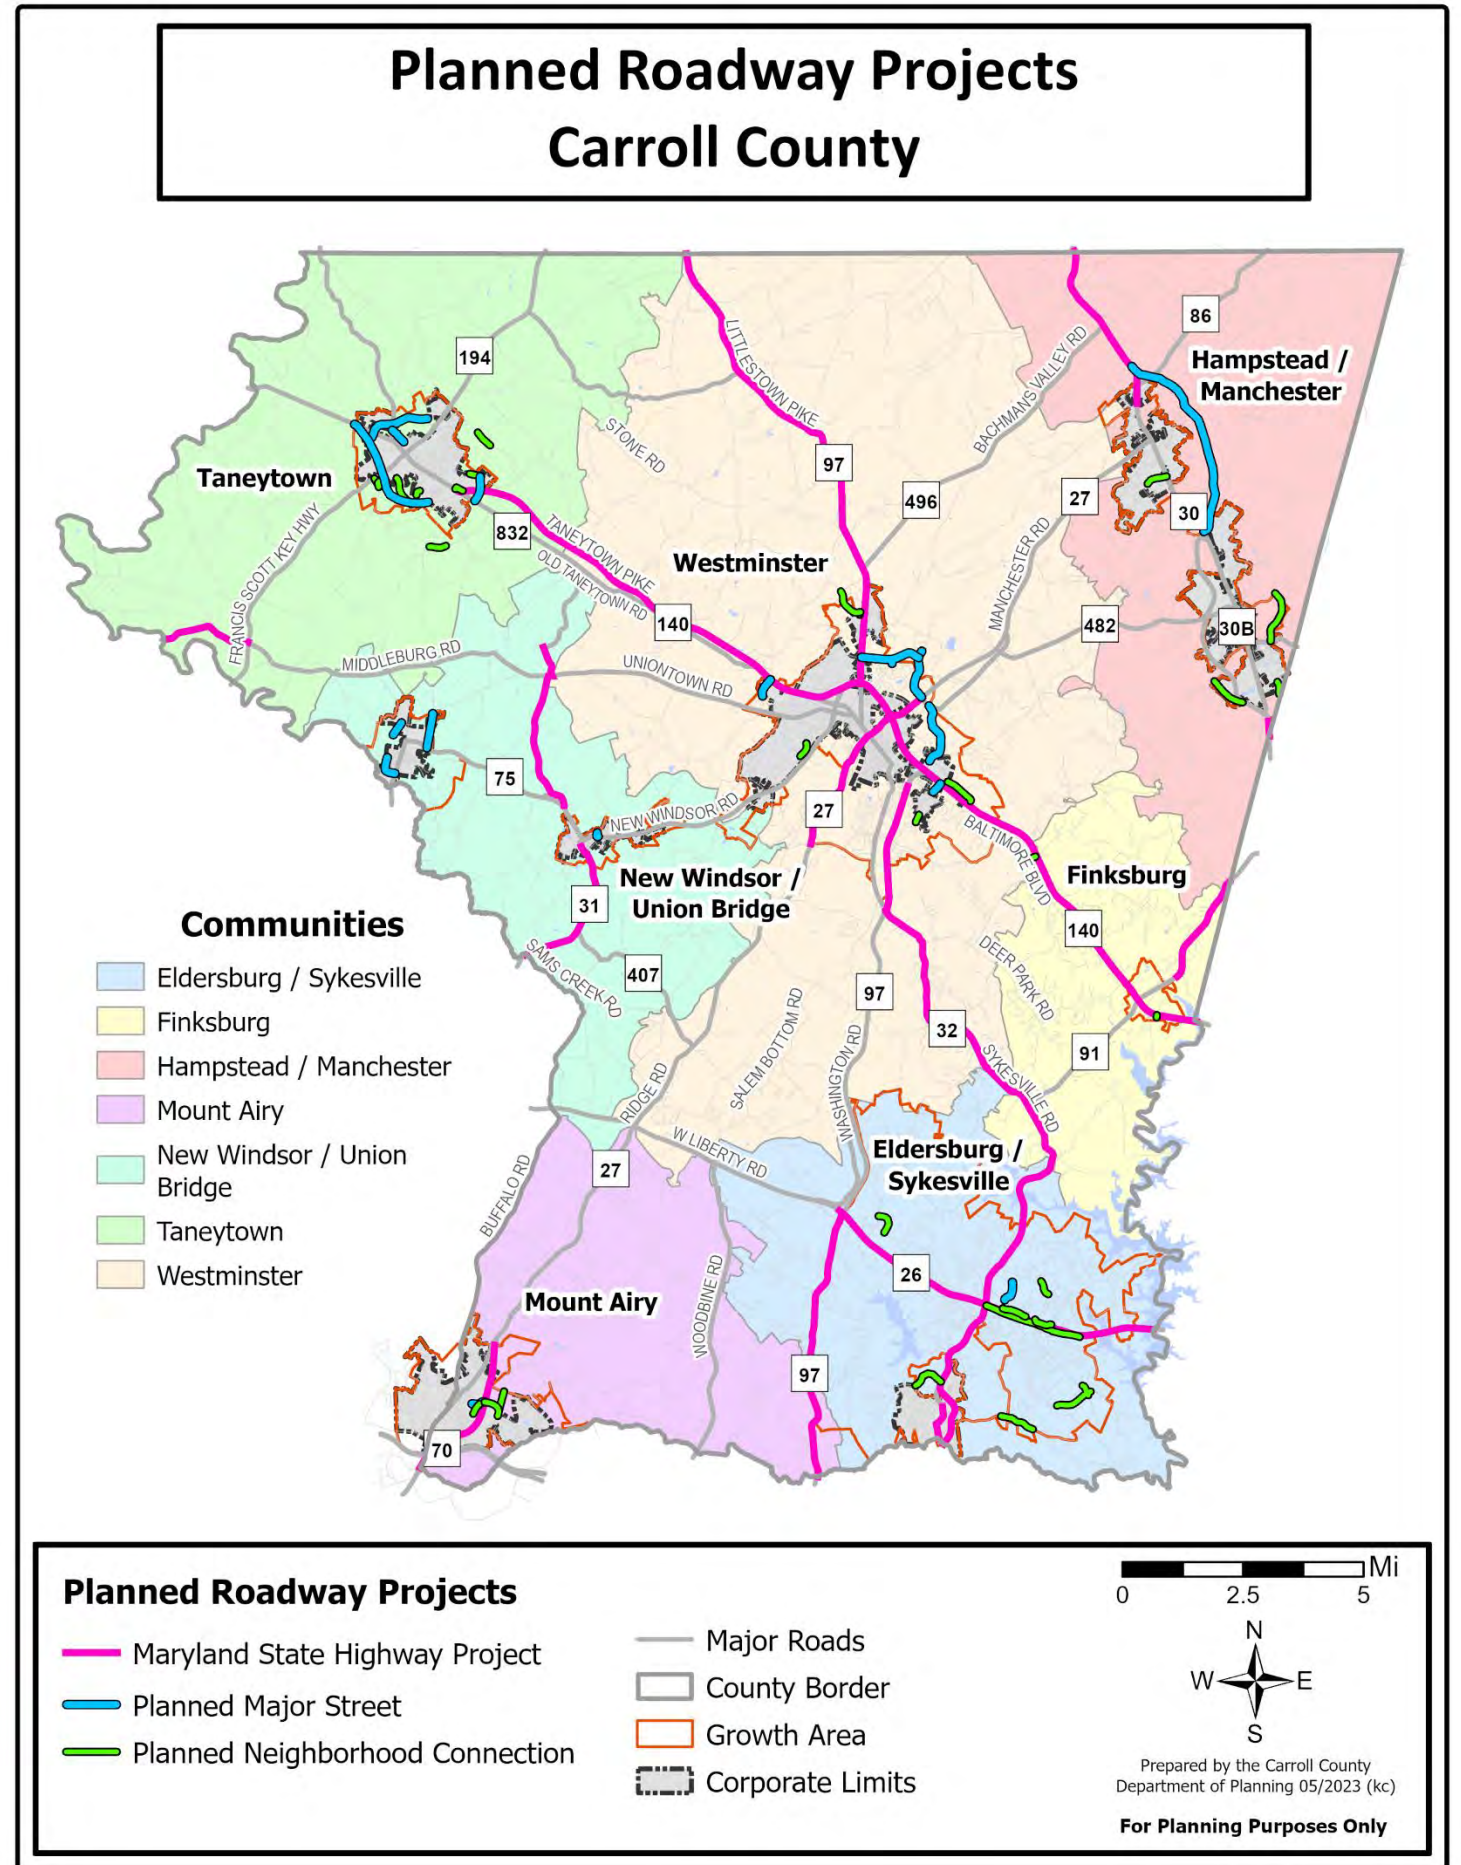 Planned Roadway Projects
Carroll County
86
Hampstead /
Manchester
194
LITTLESTOWN PIKE
BACHMANS VALLEY RD
STONE RD
97
Taneytown
496
27
30
832
TANEYTOWN PIKE
OLD TANEYTOWN RD
FRANCIS SCOTT KEY HWY
Westminster
MANCHESTER RD
140
482
30B
MIDDLEBURG RD
UNIONTOWN RD
75
NEW WINDSOR RD
27
BALTIMORE BLVD
Finksburg
New Windsor /
Union Bridge
31
140
SAMS CREEK RD
407
DEER PARK RD
97
SALEM BOTTOM RD
32
91
WASHINGTON RD
SYKESVILLE RD
RIDGE RD
W LIBERTY RD
Eldersburg /
Sykesville
27
BUFFALO RD
26
Mount Airy
WOODBINE RD
97
70
Communities
Eldersburg / Sykesville
Finksburg
Hampstead / Manchester
Mount Airy
New Windsor / Union
Bridge
Taneytown
Westminster
Planned Roadway Projects
Maryland State Highway Project
Planned Major Street
Planned Neighborhood Connection
Major Roads
County Border
Growth Area
Corporate Limits
Mi
0 2.5 5
N
W E
S
Prepared by the Carroll County
Department of Planning 05/2023 (kc)
For Planning Purposes Only